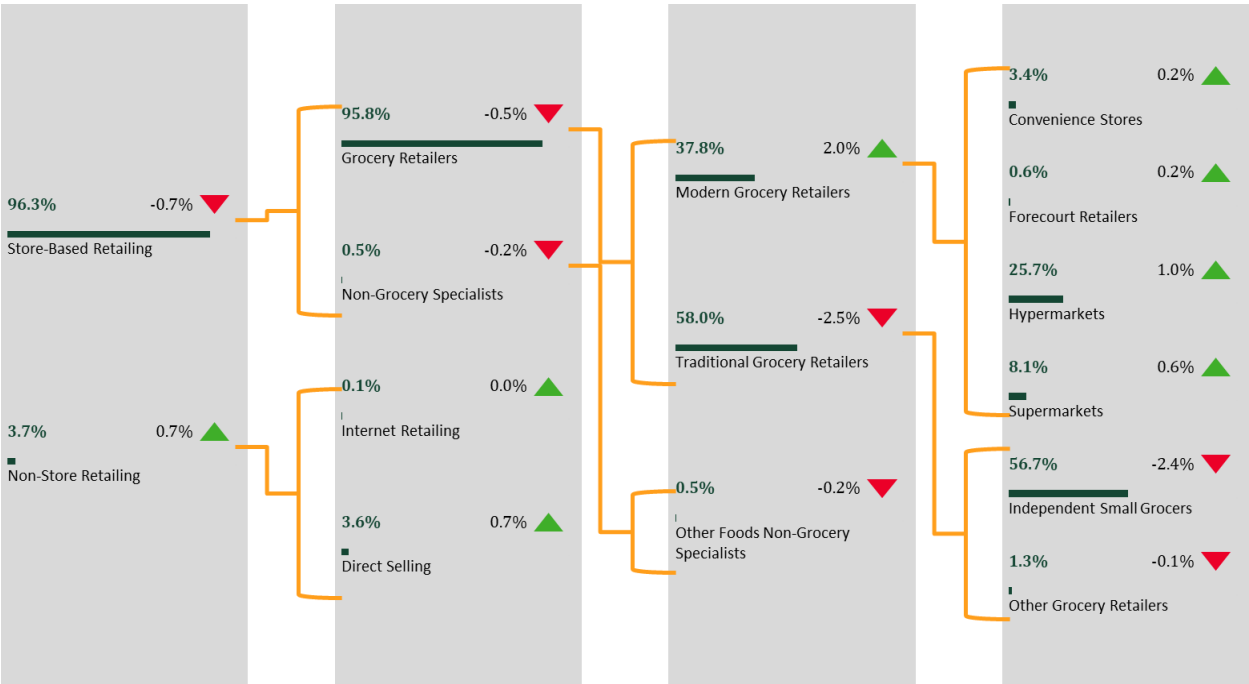 96.3% -0.7%
Store-Based Retailing
3.7% 0.7%
Non-Store Retailing
95.8% -0.5%
Grocery Retailers
0.5% -0.2%
Non-Grocery Specialists
0.1% 0.0%
Internet Retailing
3.6% 0.7%
Direct Selling
37.8% 2.0%
Modern Grocery Retailers
58.0% -2.5%
Traditional Grocery Retailers
0.5% -0.2%
Other Foods Non-Grocery
Specialists
3.4% 0.2%
Convenience Stores
0.6% 0.2%
Forecourt Retailers
25.7% 1.0%
Hypermarkets
8.1% 0.6%
Supermarkets
56.7% -2.4%
Independent Small Grocers
1.3% -0.1%
Other Grocery Retailers